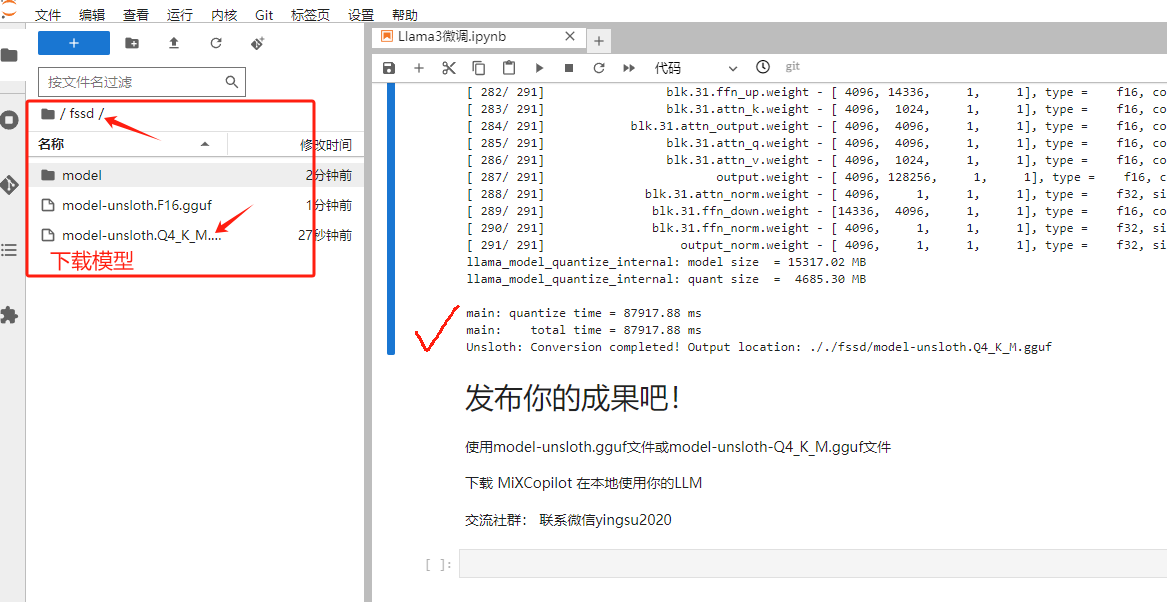 文件 编辑 查看 运行 内核 Git 标签页 设置 帮助
+
按文件名过滤
/ fssd /
名称 修改时间
model 2分钟前
model-unsloth.F16.gguf 1分钟前
model-unsloth.Q4_K_M.... 27秒钟前
下载模型
Llama3微调.ipynb
代码 git
[ 282/ 291] blk.31.ffn_up.weight - [ 4096, 14336, 1, 1], type = f16, co
[ 283/ 291] blk.31.attn_k.weight - [ 4096, 1024, 1, 1], type = f16, co
[ 284/ 291] blk.31.attn_output.weight - [ 4096, 4096, 1, 1], type = f16, co
[ 285/ 291] blk.31.attn_q.weight - [ 4096, 4096, 1, 1], type = f16, co
[ 286/ 291] blk.31.attn_v.weight - [ 4096, 1024, 1, 1], type = f16, co
[ 287/ 291] output.weight - [ 4096, 128256, 1, 1], type = f16, c
[ 288/ 291] blk.31.attn_norm.weight - [ 4096, 1, 1, 1], type = f32, si
[ 289/ 291] blk.31.ffn_down.weight - [14336, 4096, 1, 1], type = f16, co
[ 290/ 291] blk.31.ffn_norm.weight - [ 4096, 1, 1, 1], type = f32, si
[ 291/ 291] output_norm.weight - [ 4096, 1, 1, 1], type = f32, si
llama_model_quantize_internal: model size = 15317.02 MB
llama_model_quantize_internal: quant size = 4685.30 MB
main: quantize time = 87917.88 ms
main: total time = 87917.88 ms
Unsloth: Conversion completed! Output location: ././fssd/model-unsloth.Q4_K_M.gguf
发布你的成果吧！
使用model-unsloth.gguf文件或model-unsloth-Q4_K_M.gguf文件
下载 MiXCopilot 在本地使用你的LLM
交流社群： 联系微信yingsu2020
[ ]: